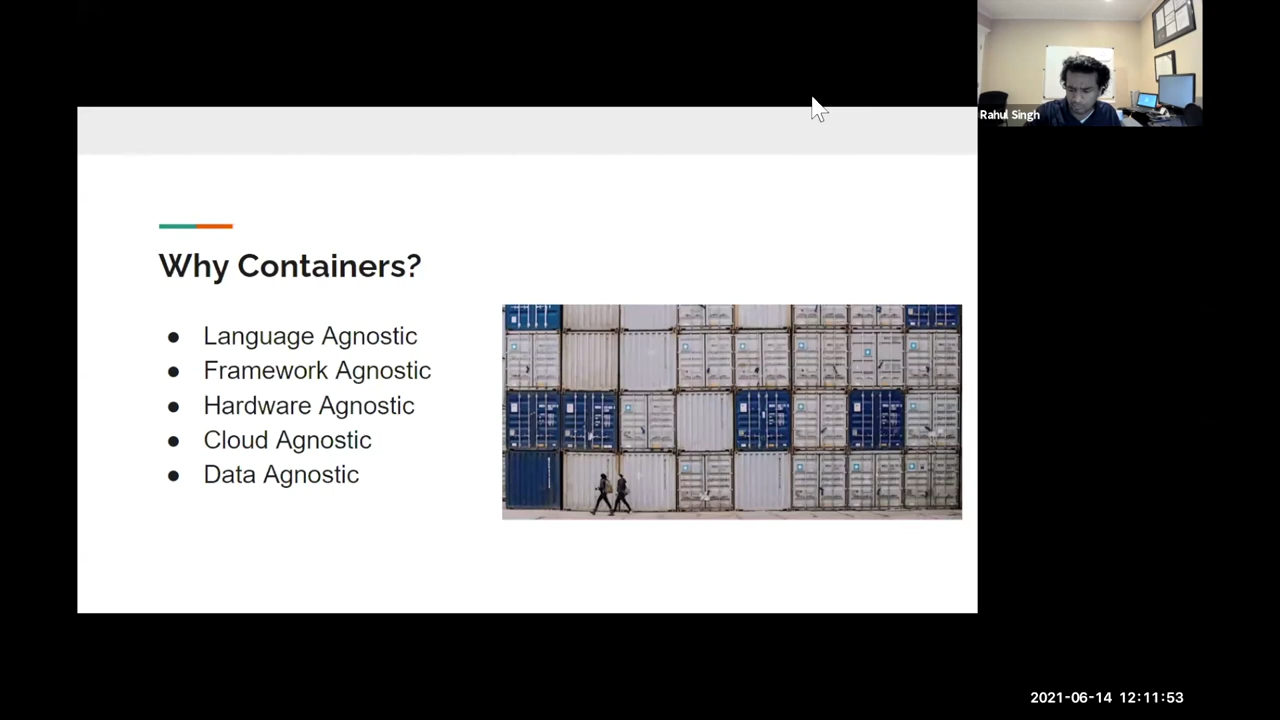 Rahul Singh
Why Containers?
● Language Agnostic
● Framework Agnostic
● Hardware Agnostic
● Cloud Agnostic
● Data Agnostic
2021-06-14 12:11:53